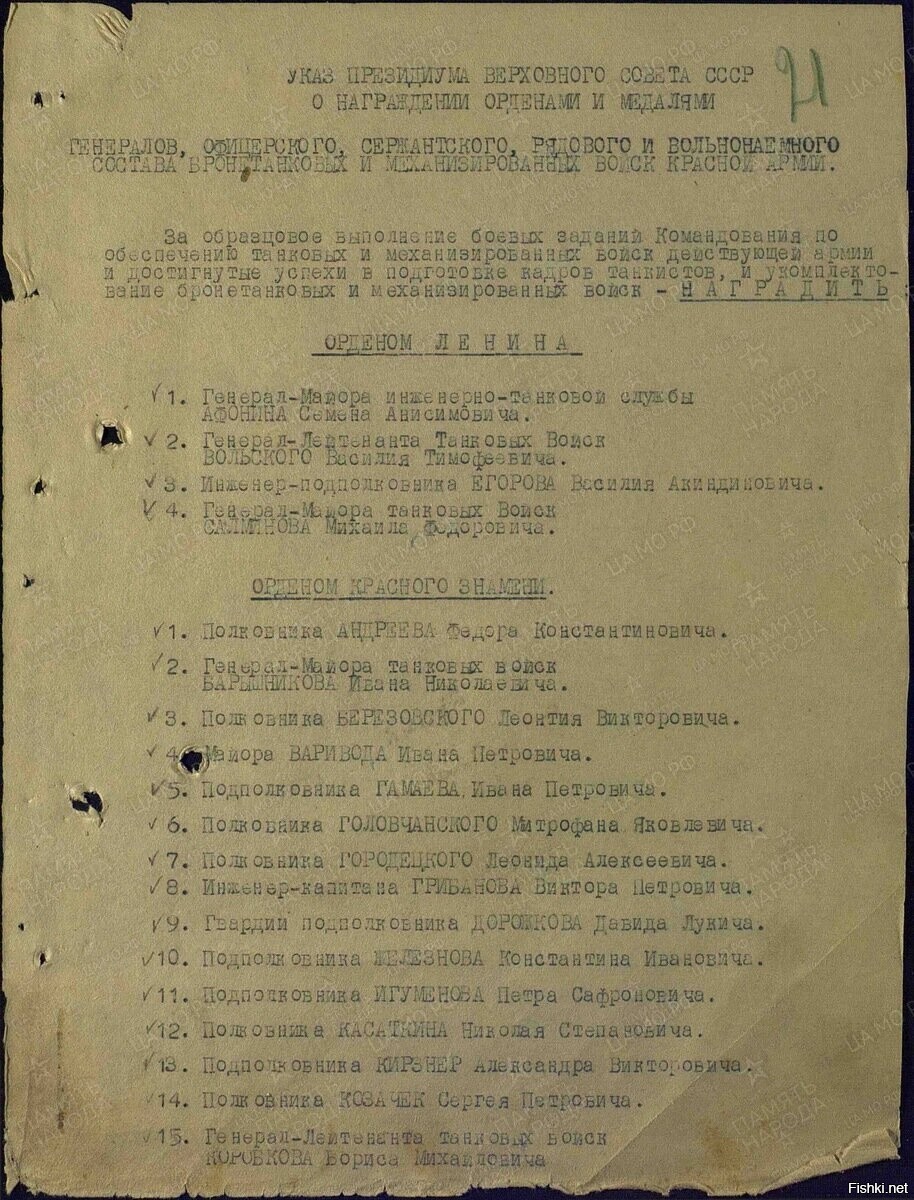 УКАЗ ПРЕЗИДИУМА ВЕРХОВНОГО СОВЕТА СССР
О НАГРАЖДЕНИИ ОРДЕНАМИ И МЕДАЛЯМИ
21
ГЕНЕРАЛОВ, ОФИЦЕРСКОГО, СЕРЖАНТСКОГО, РЯДОВОГО И ВОЛЬНОНАЕМНОГО
СОСТАВА БРОНЕТАНКОВЫХ И МЕХАНИЗИРОВАННЫХ ВОЙСК КРАСНОЙ АРМИИ.
За образцовое выполнение боевых заданий Командования по
обеспечению танковых и механизированных войск действующей армии
и достигнутые успехи в подготовке кадров танкистов, и укомплекто-
вание бронетанковых и механизированных войск - Н А Г Р А Д И Т Ь :
ОРДЕНОМ Л Е Н И Н А
1. Генерал-Майора инженерно-танковой службы
АФОНИНА Семена Анисимовича.
2. Генерал-Лейтенанта Танковых Войск
ВОЛЬСКОГО Василия Тимофеевича.
3. Инженер-подполковника ЕГОРОВА Василия Акиндиновича.
4. Генерал-Майора танковых Войск
САЛМИНОВА Михаила Федоровича.
ОРДЕНОМ КРАСНОГО ЗНАМЕНИ.
1. Полковника АНДРЕЕВА Федора Константиновича.
2. Генерал-Майора танковых войск
БАРЫШНИКОВА Ивана Николаевича.
3. Полковника БЕРЕЗОВСКОГО Леонтия Викторовича.
4. Майора ВАРИВОДА Ивана Петровича.
5. Подполковника ГАМАЕВА Ивана Петровича.
6. Полковника ГОЛОВЧАНСКОГО Митрофана Яковлевича.
7. Полковника ГОРОДЕЦКОГО Леонида Алексеевича.
8. Инженер-капитана ГРИБАНОВА Виктора Петровича.
9. Гвардии подполковника ДОРОЖКОВА Давида Лукича.
10. Подполковника ЖЕЛЕЗНОВА Константина Ивановича.
11. Подполковника ИГУМЕНОВА Петра Сафроновича.
12. Полковника КАСАТКИНА Николая Степановича.
13. Подполковника КИРЗНЕР Александра Викторовича.
14. Полковника КОЗАЧЕК Сергея Петровича.
15. Генерал-Лейтенанта танковых войск
КОРОБКОВА Бориса Михайловича
Fishki.net